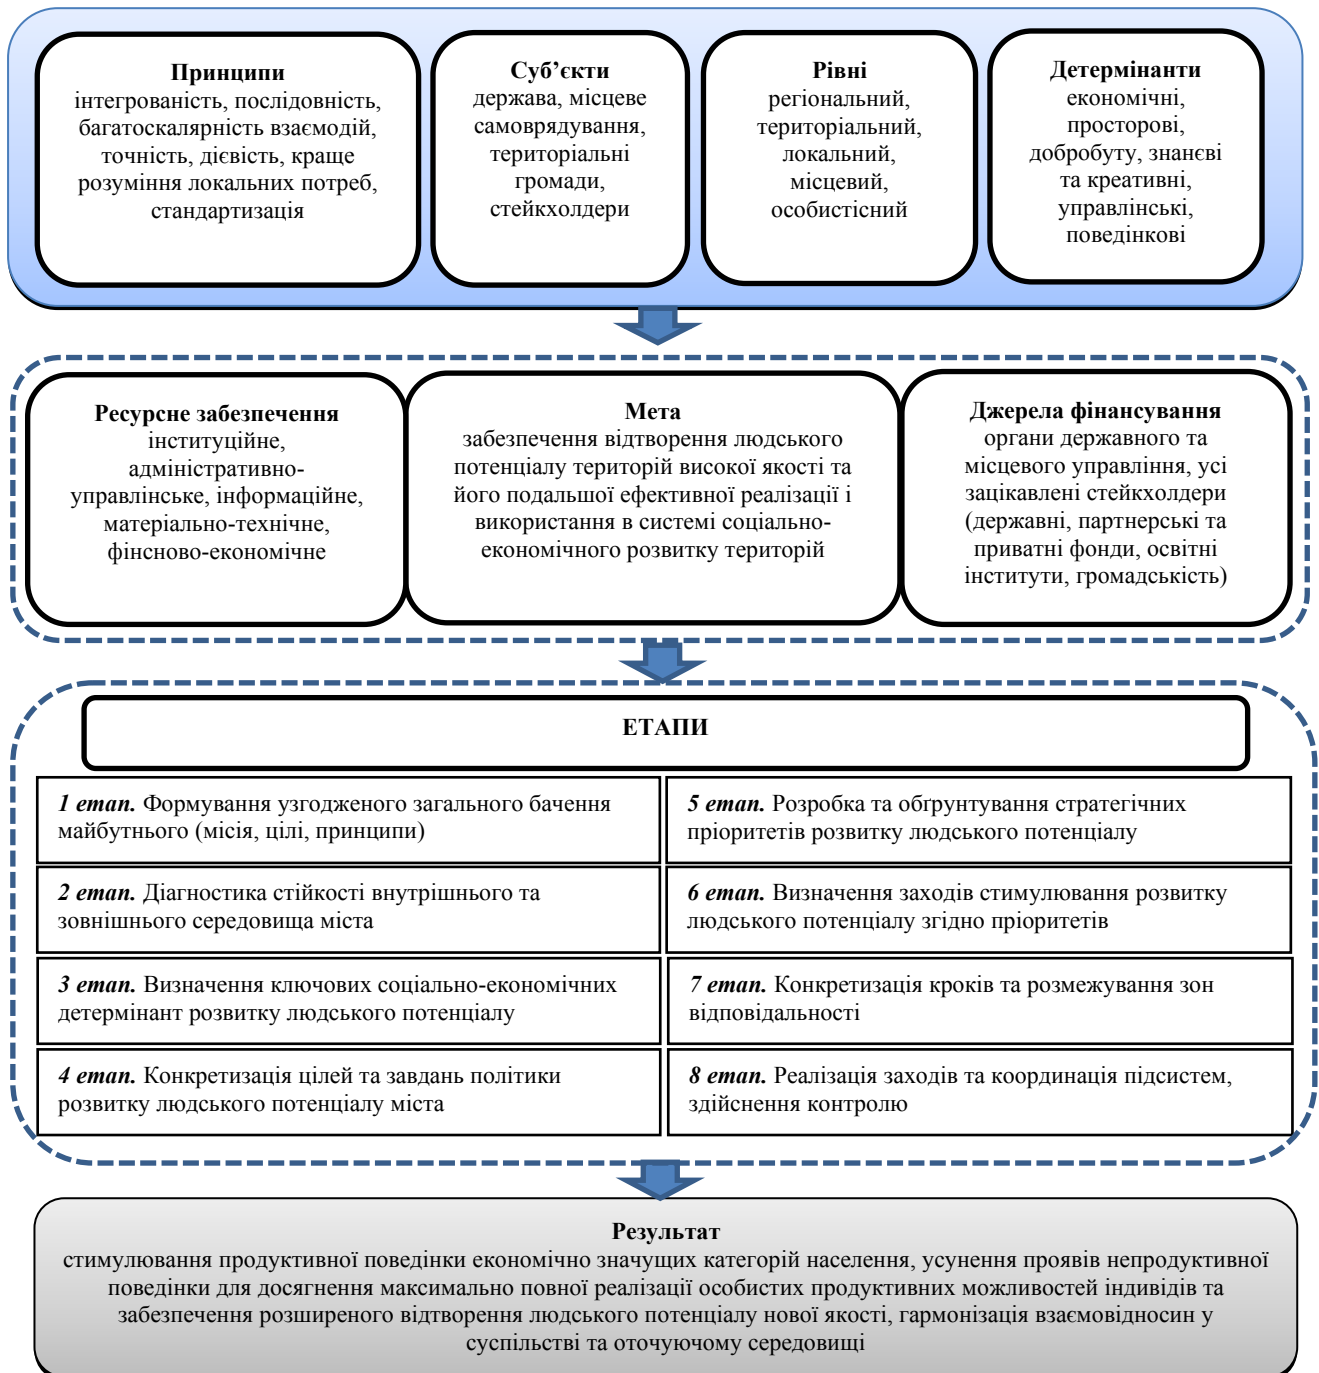 Принципи
інтегрованість, послідовність,
багатоскалярність взаємодій,
точність, дієвість, краще
розуміння локальних потреб,
стандартизація
Суб’єкти
держава, місцеве
самоврядування,
територіальні
громади,
стейкхолдери
Рівні
регіональний,
територіальний,
локальний,
місцевий,
особистісний
Детермінанти
економічні,
просторові,
добробуту, знанєві
та креативні,
управлінські,
поведінкові
Ресурсне забезпечення
інституційне,
адміністративно-
управлінське, інформаційне,
матеріально-технічне,
фінсново-економічне
Мета
забезпечення відтворення людського
потенціалу територій високої якості та
його подальшої ефективної реалізації і
використання в системі соціально-
економічного розвитку територій
Джерела фінансування
органи державного та
місцевого управління, усі
зацікавлені стейкхолдери
(державні, партнерські та
приватні фонди, освітні
інститути, громадськість)
ЕТАПИ
1 етап. Формування узгодженого загального бачення
майбутнього (місія, цілі, принципи)
2 етап. Діагностика стійкості внутрішнього та
зовнішнього середовища міста
3 етап. Визначення ключових соціально-економічних
детермінант розвитку людського потенціалу
4 етап. Конкретизація цілей та завдань політики
розвитку людського потенціалу міста
5 етап. Розробка та обґрунтування стратегічних
пріоритетів розвитку людського потенціалу
6 етап. Визначення заходів стимулювання розвитку
людського потенціалу згідно пріоритетів
7 етап. Конкретизація кроків та розмежування зон
відповідальності
8 етап. Реалізація заходів та координація підсистем,
здійснення контролю
Результат
стимулювання продуктивної поведінки економічно значущих категорій населення, усунення проявів непродуктивної
поведінки для досягнення максимально повної реалізації особистих продуктивних можливостей індивідів та
забезпечення розширеного відтворення людського потенціалу нової якості, гармонізація взаємовідносин у
суспільстві та оточуючому середовищі